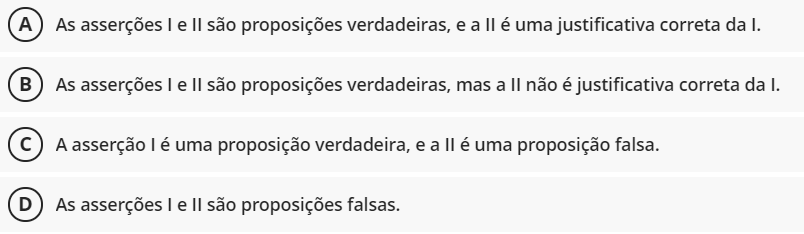 A As asserções I e II são proposições verdadeiras, e a II é uma justificativa correta da I.
B As asserções I e II são proposições verdadeiras, mas a II não é justificativa correta da I.
C A asserção I é uma proposição verdadeira, e a II é uma proposição falsa.
D As asserções I e II são proposições falsas.